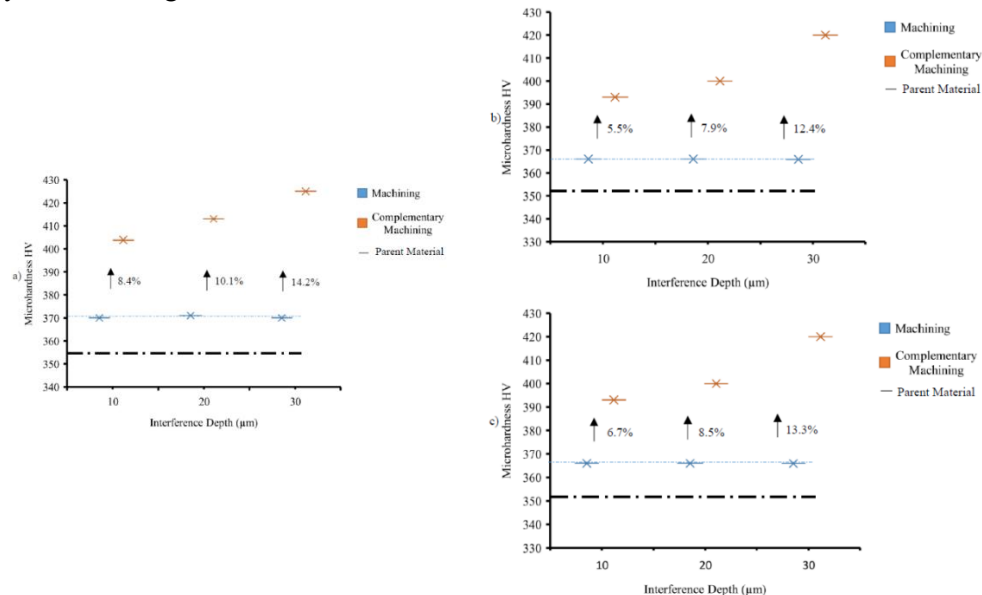 a)
Microhardness HV
430
420
410
400
390
380
370
360
350
340
8.4%
10.1%
14.2%
10
20
30
Interference Depth (µm)
Machining
Complementary
Machining
Parent Material
b)
Microhardness HV
430
420
410
400
390
380
370
360
350
340
330
5.5%
7.9%
12.4%
10
20
30
Interference Depth (µm)
Machining
Complementary
Machining
Parent Material
c)
Microhardness HV
430
420
410
400
390
380
370
360
350
340
330
6.7%
8.5%
13.3%
10
20
30
Interference Depth (µm)
Machining
Complementary
Machining
Parent Material